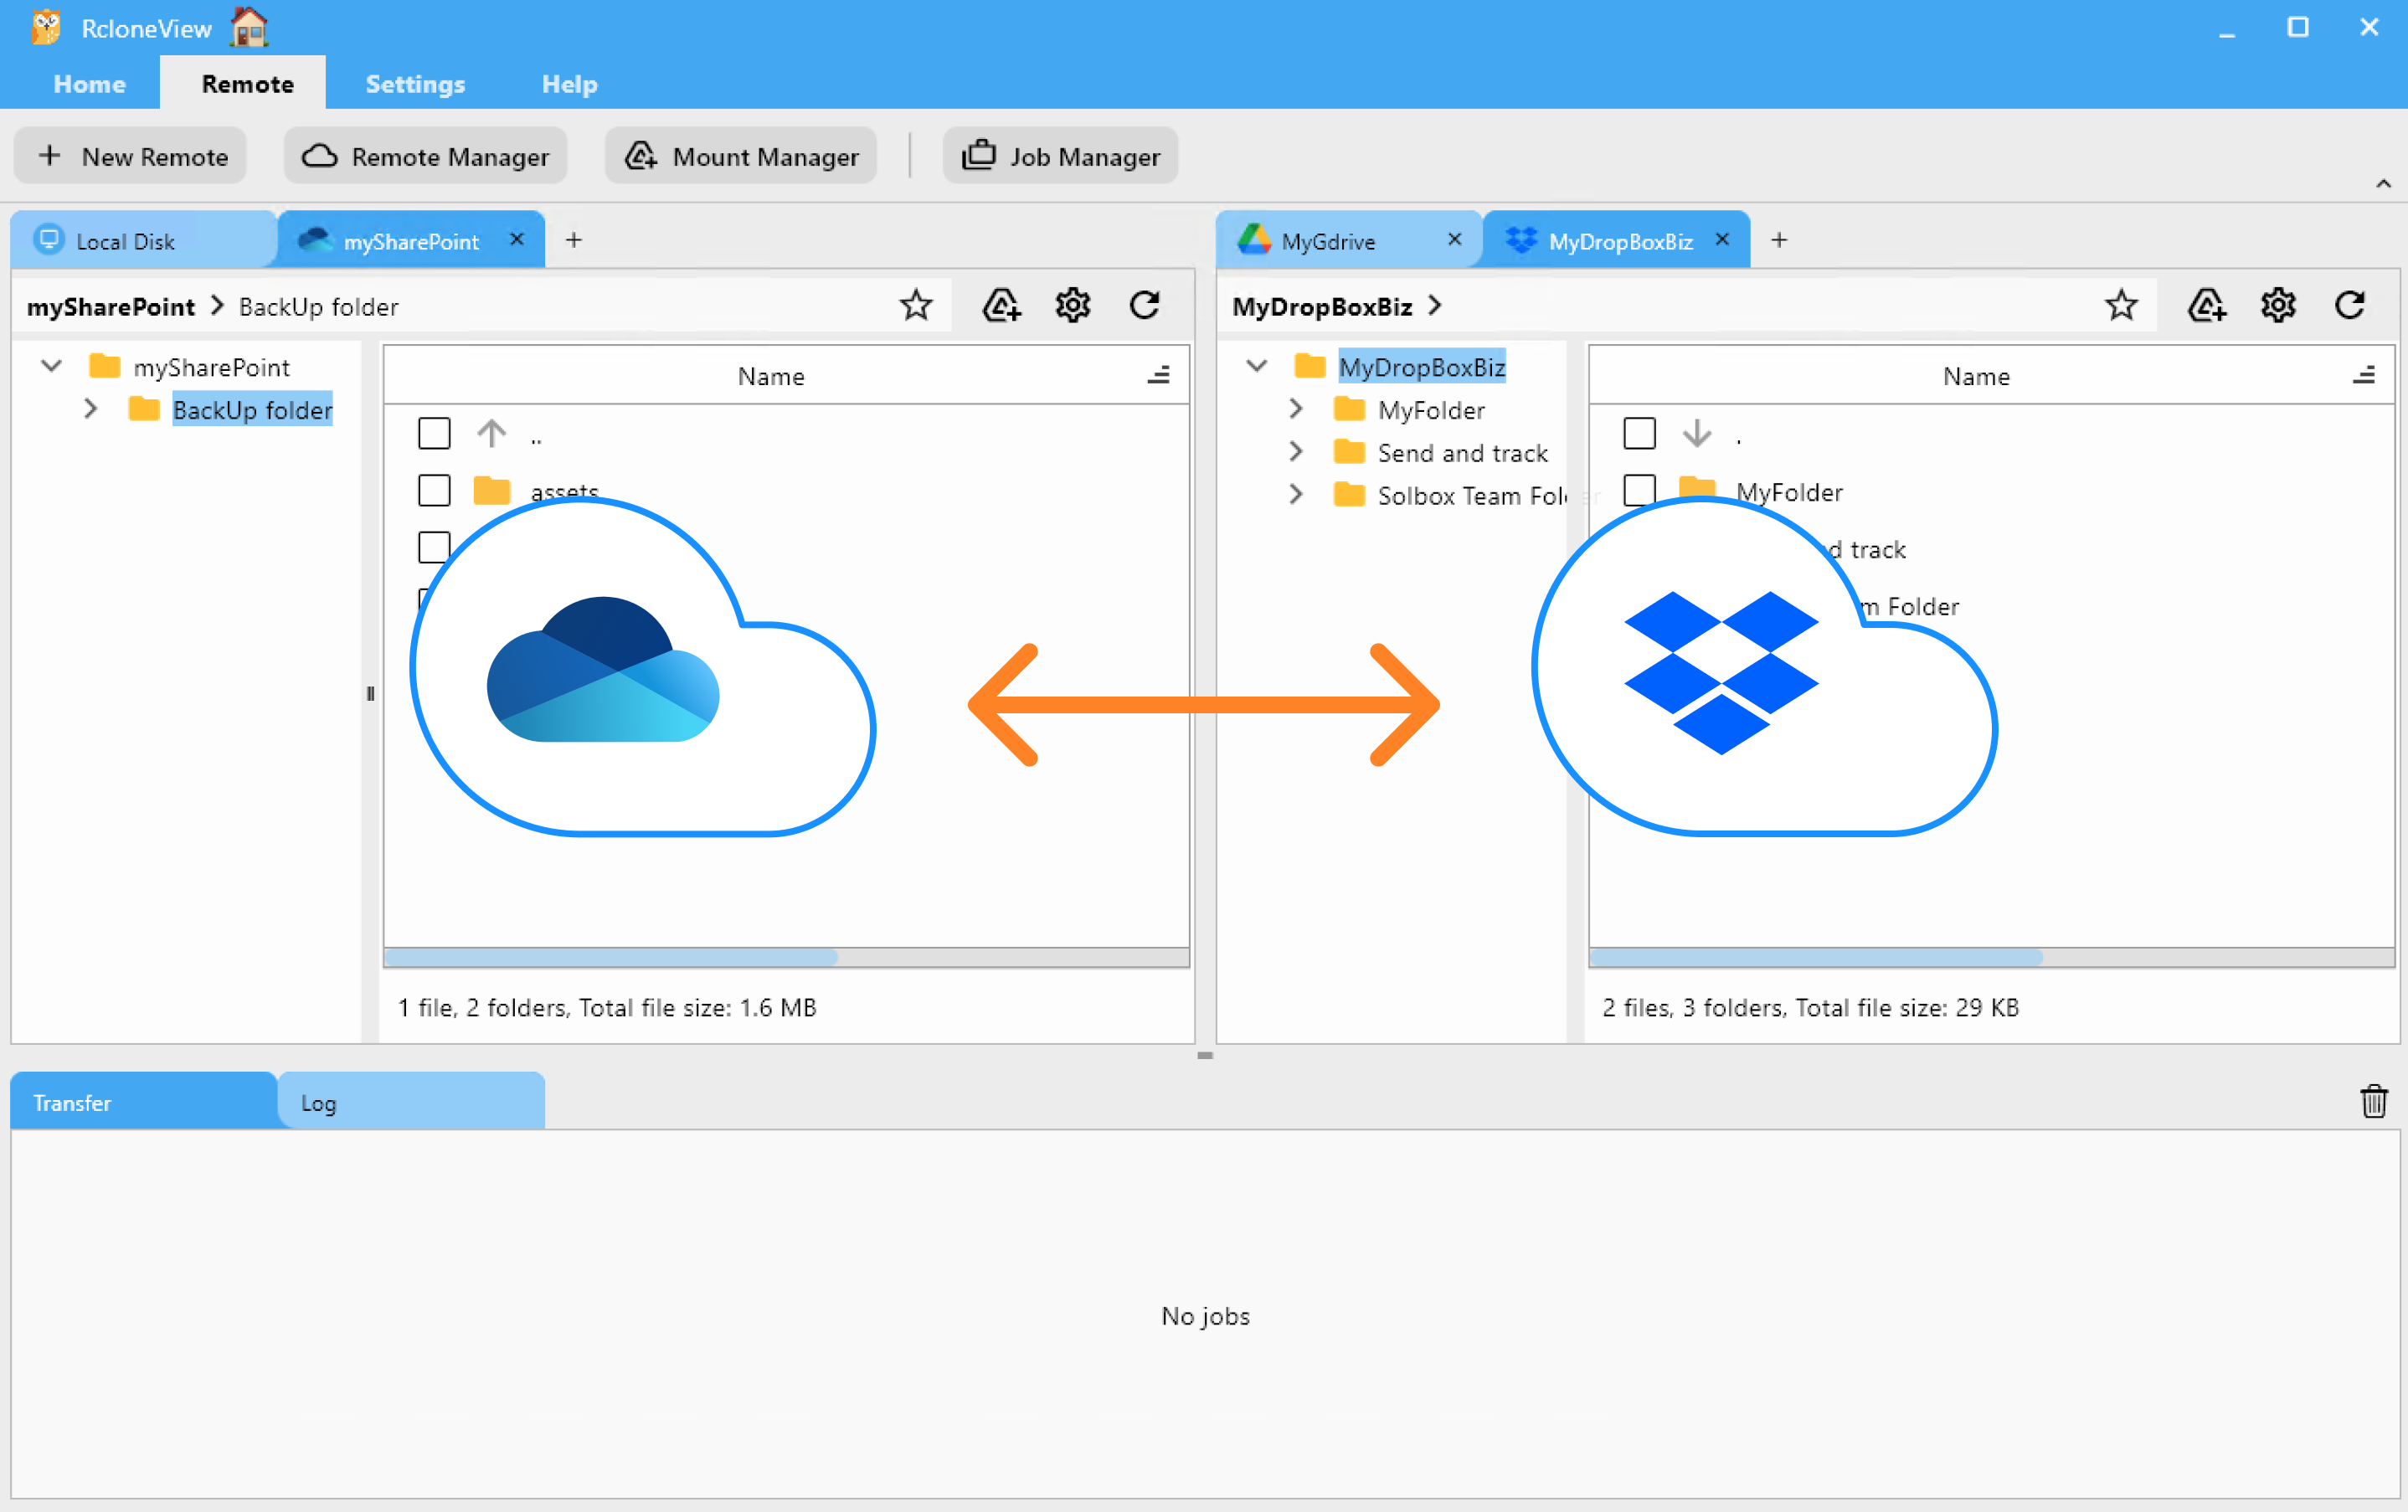 RcloneView
Home Remote Settings Help
New Remote Remote Manager Mount Manager Job Manager
Local Disk mySharePoint
mySharePoint > BackUp folder
mySharePoint
BackUp folder
Name
..
assets
1 file, 2 folders, Total file size: 1.6 MB
MyGdrive MyDropBoxBiz
MyDropBoxBiz >
MyDropBoxBiz
MyFolder
Send and track
Solbox Team Fol
Name
.
MyFolder
d track
m Folder
2 files, 3 folders, Total file size: 29 KB
Transfer Log
No jobs